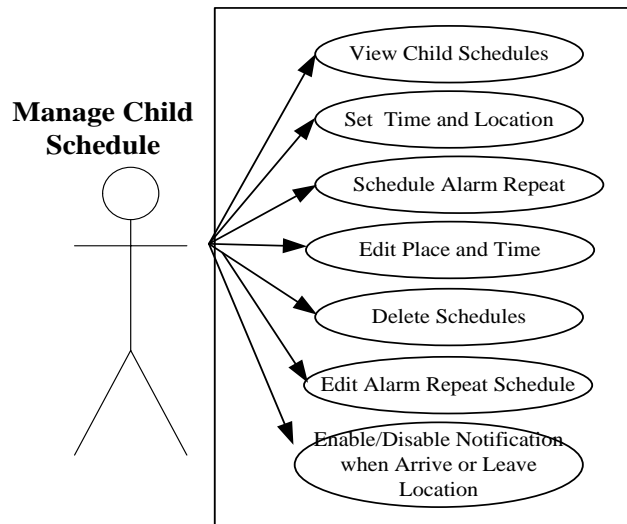 View Child Schedules
Manage Child
Schedule
Set Time and Location
Schedule Alarm Repeat
Edit Place and Time
Delete Schedules
Edit Alarm Repeat Schedule
Enable/Disable Notification
when Arrive or Leave
Location